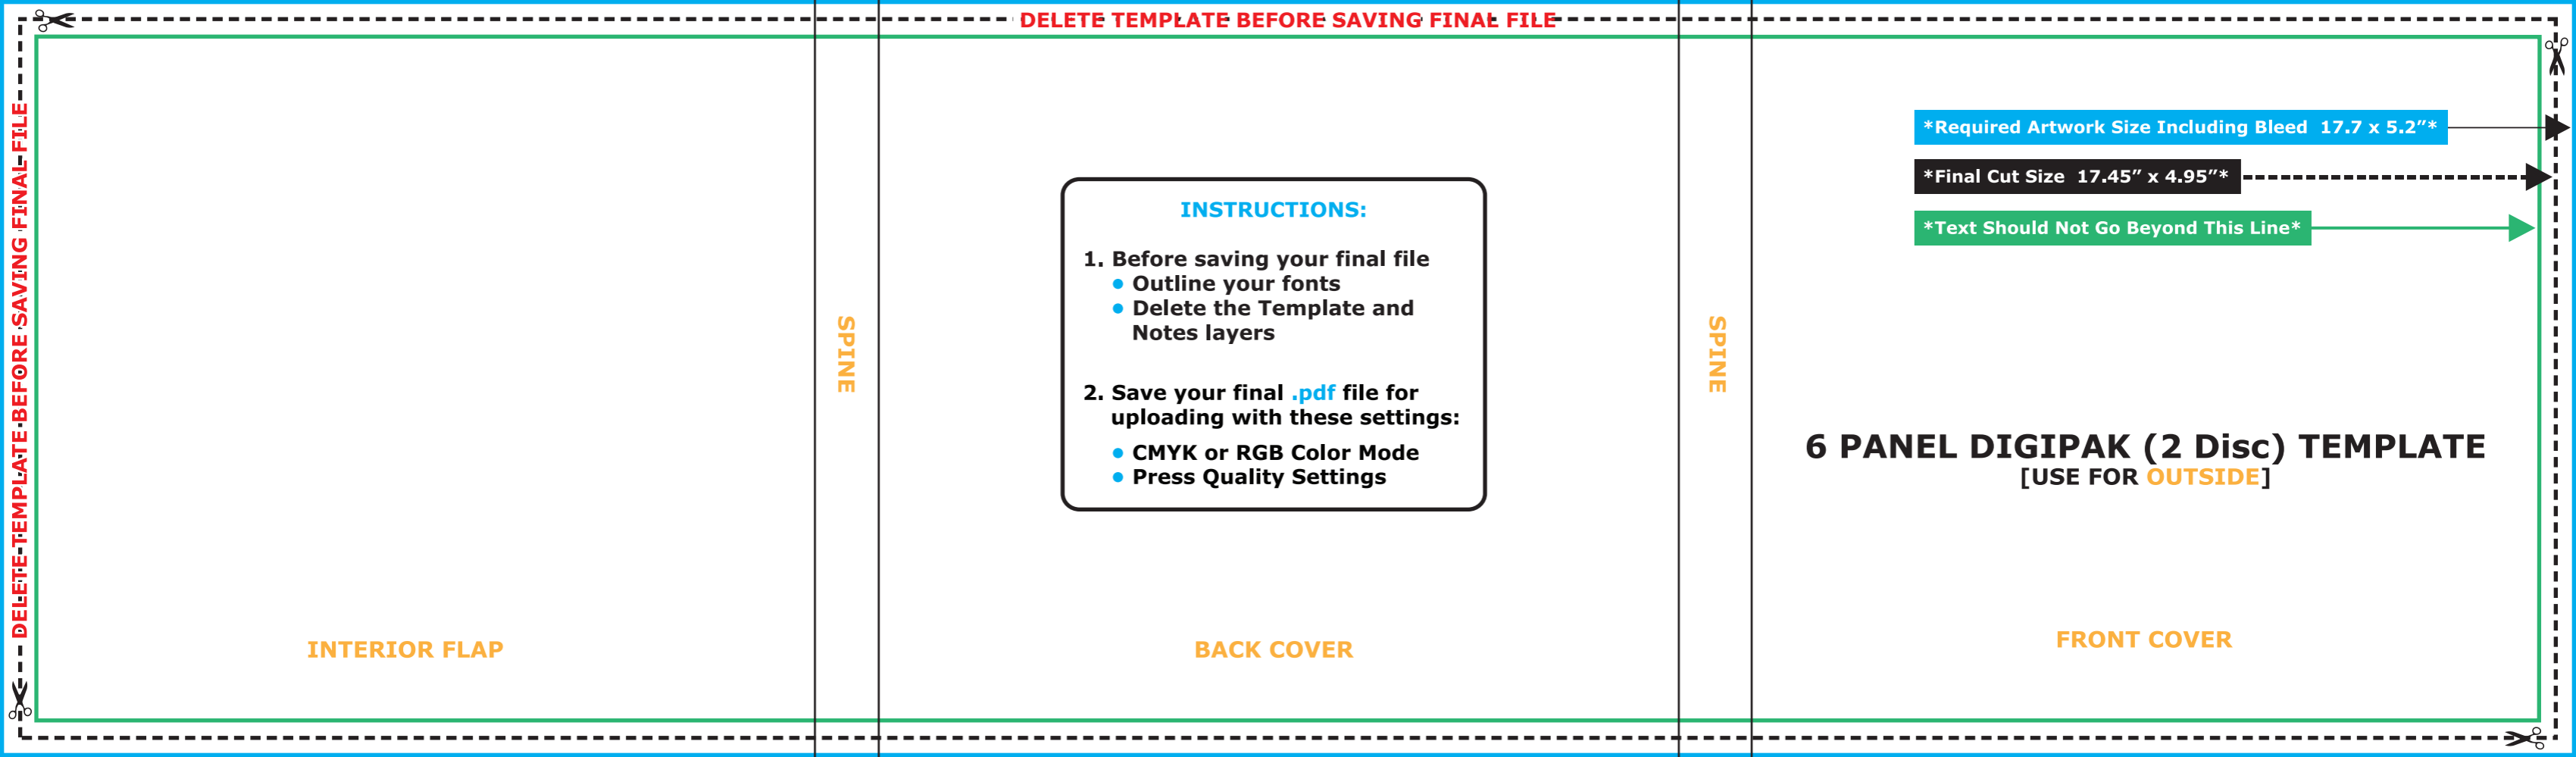 DELETE TEMPLATE BEFORE SAVING FINAL FILE
DELETE TEMPLATE BEFORE SAVING FINAL FILE
INTERIOR FLAP
SPINE
INSTRUCTIONS:
1. Before saving your final file
• Outline your fonts
• Delete the Template and
Notes layers
2. Save your final .pdf file for
uploading with these settings:
• CMYK or RGB Color Mode
• Press Quality Settings
BACK COVER
SPINE
*Required Artwork Size Including Bleed 17.7 x 5.2″*
*Final Cut Size 17.45″ x 4.95″*
*Text Should Not Go Beyond This Line*
6 PANEL DIGIPAK (2 Disc) TEMPLATE
[USE FOR OUTSIDE]
FRONT COVER